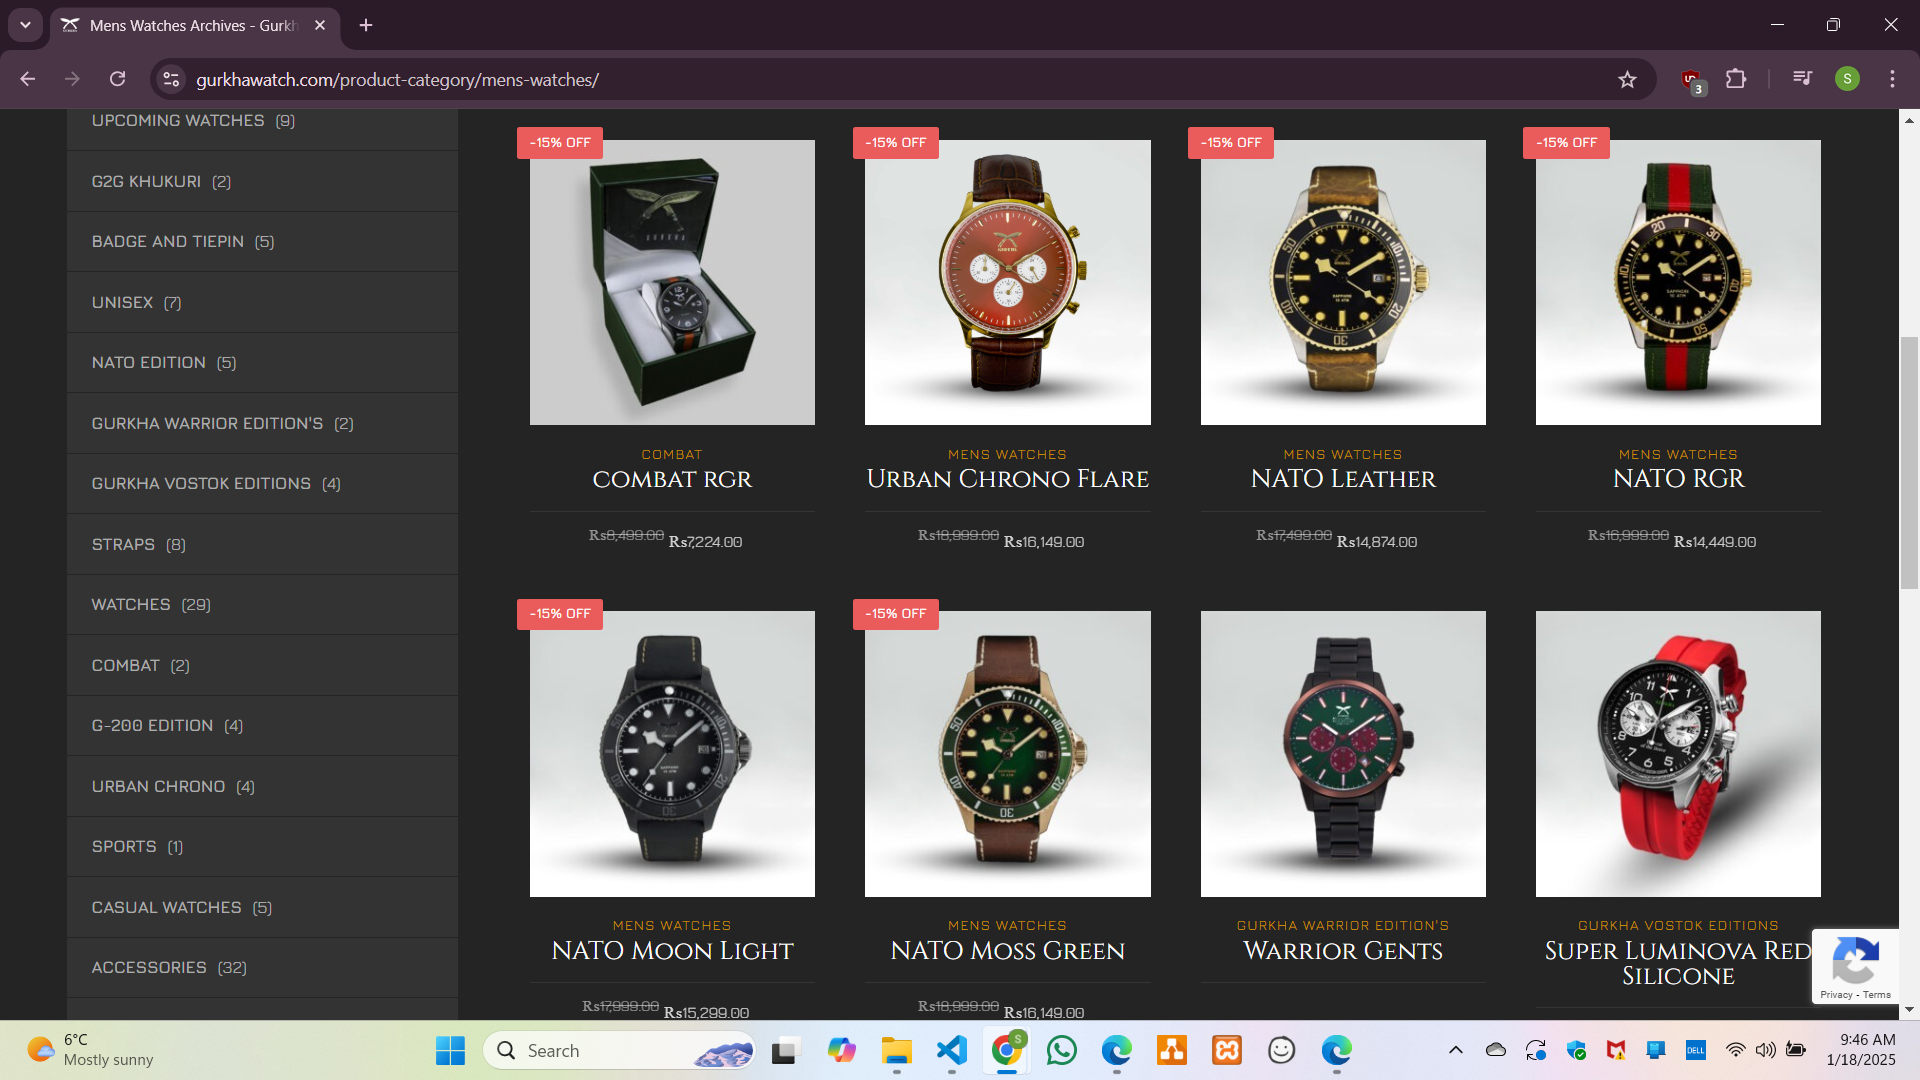 Mens Watches Archives - Gurkh
gurkhawatch.com/product-category/mens-watches/
S
3
UPCOMING WATCHES (9)
G2G KHUKURI (2)
BADGE AND TIEPIN (5)
UNISEX (7)
NATO EDITION (5)
GURKHA WARRIOR EDITION'S (2)
GURKHA VOSTOK EDITIONS (4)
STRAPS (8)
WATCHES (29)
COMBAT (2)
G-200 EDITION (4)
URBAN CHRONO (4)
SPORTS (1)
CASUAL WATCHES (5)
ACCESSORIES (32)
-15% OFF
COMBAT
COMBAT RGR
Rs8,499.00 Rs7,224.00
-15% OFF
MENS WATCHES
URBAN CHRONO FLARE
Rs18,999.00 Rs16,149.00
-15% OFF
MENS WATCHES
NATO LEATHER
Rs17,499.00 Rs14,874.00
-15% OFF
MENS WATCHES
NATO RGR
Rs16,999.00 Rs14,449.00
-15% OFF
MENS WATCHES
NATO MOON LIGHT
Rs17,999.00 Rs15,299.00
-15% OFF
MENS WATCHES
NATO MOSS GREEN
Rs18,999.00 Rs16,149.00
GURKHA WARRIOR EDITION'S
WARRIOR GENTS
GURKHA VOSTOK EDITIONS
SUPER LUMINOVA RED
SILICONE
Privacy - Terms
6°C
Mostly sunny
Search
S
DELL
9:46 AM
1/18/2025